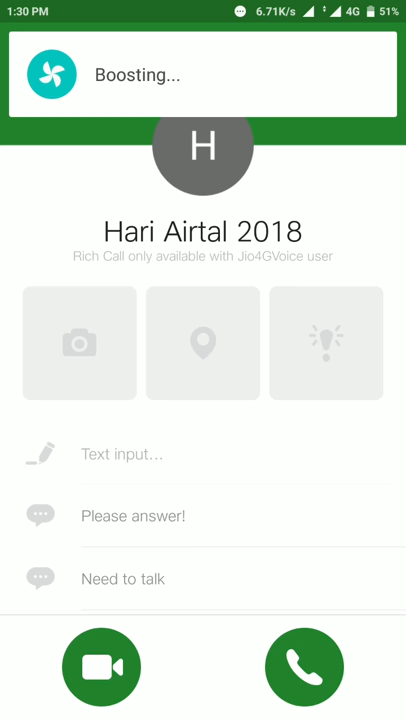 1:30 PM 6.71K/s 4G 51%
Boosting...
H
Hari Airtal 2018
Rich Call only available with Jio4GVoice user
Text input...
Please answer!
Need to talk